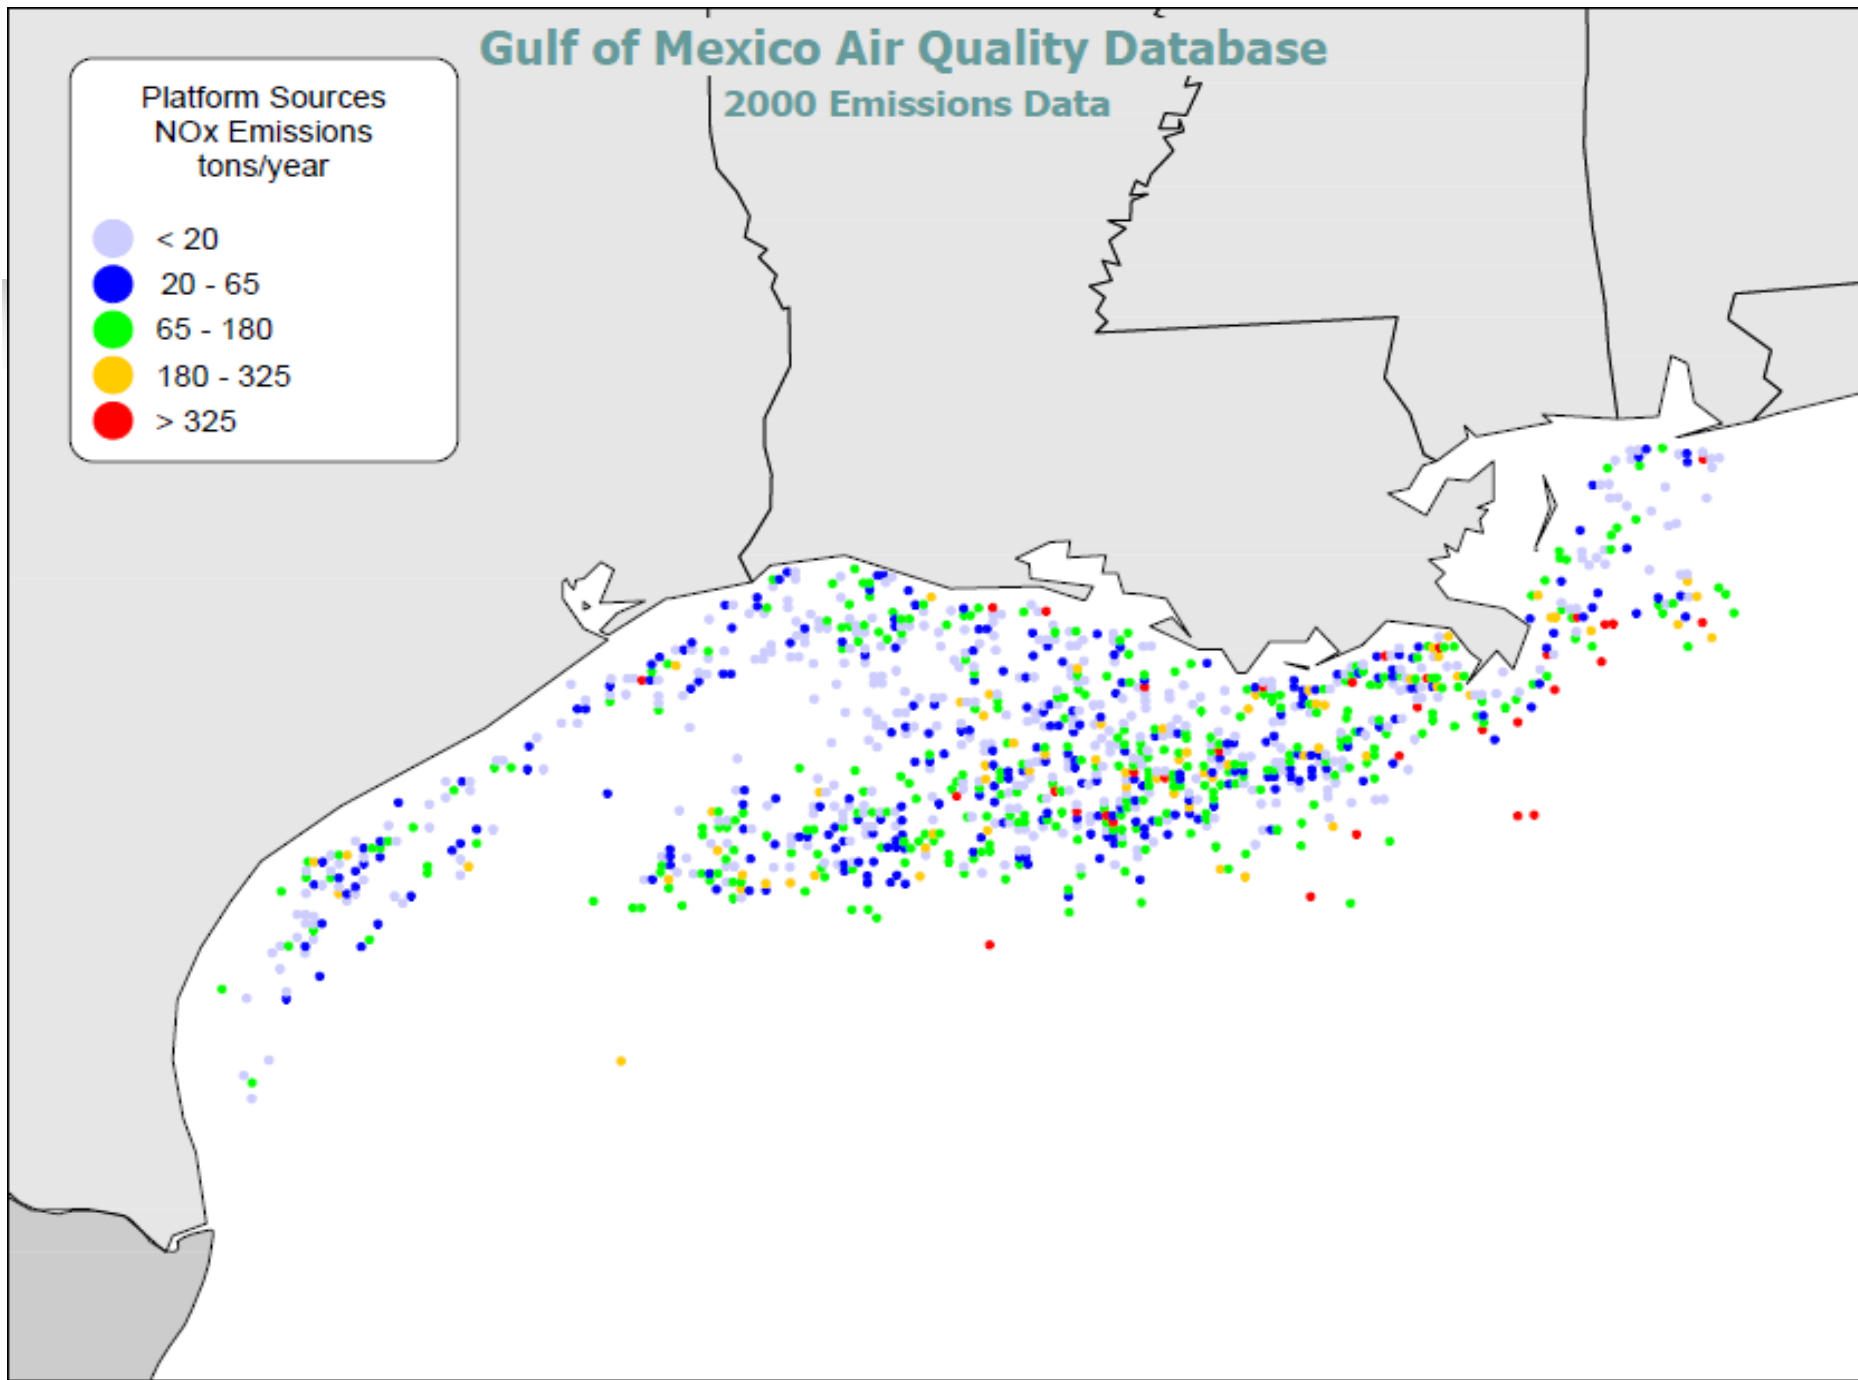 Gulf of Mexico Air Quality Database
2000 Emissions Data
Platform Sources
NOx Emissions
tons/year
< 20
20 - 65
65 - 180
180 - 325
> 325